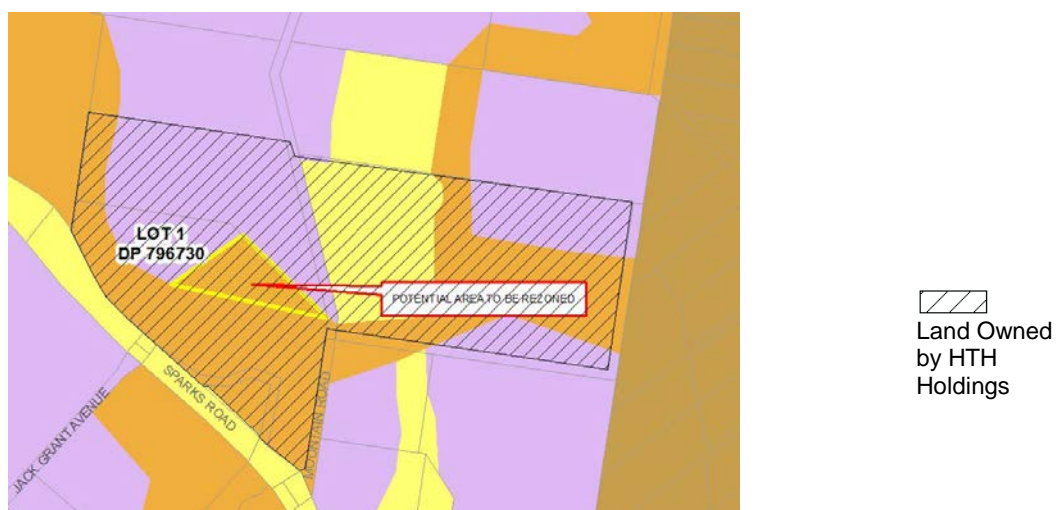 LOT 1
DP 796730
POTENTIAL AREA TO BE REZONED
SPARKS ROAD
JACK GRANT AVENUE
MOUNTAIN ROAD
Land Owned
by HTH
Holdings